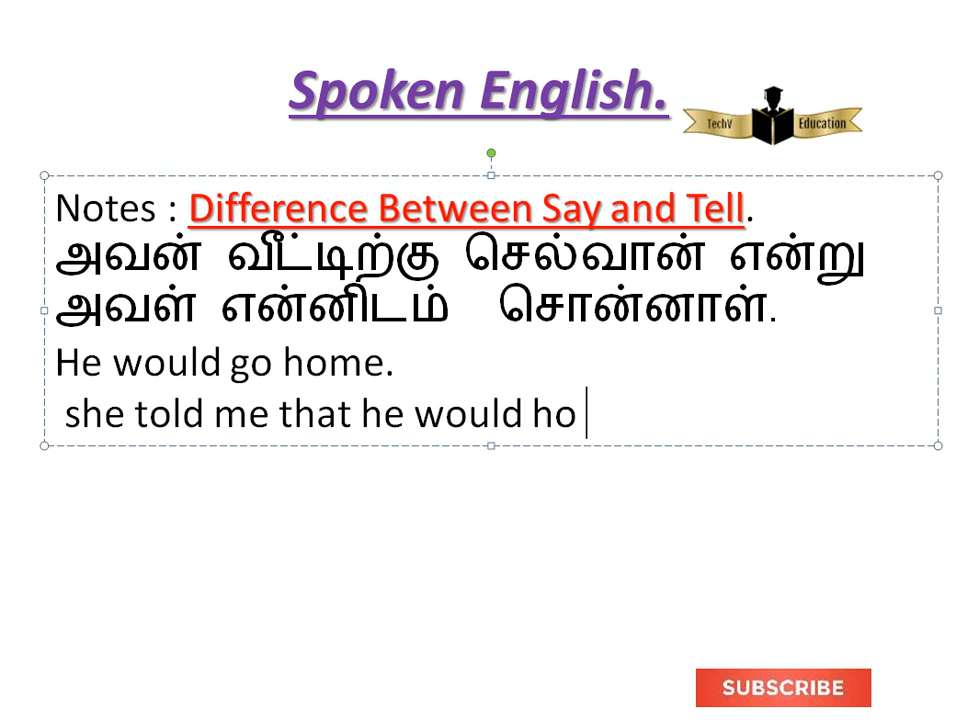 Spoken English.
TechV Education
Notes : Difference Between Say and Tell.
அவன் வீட்டிற்கு செல்வான் என்று
அவள் என்னிடம் சொன்னாள்.
He would go home.
she told me that he would ho
SUBSCRIBE